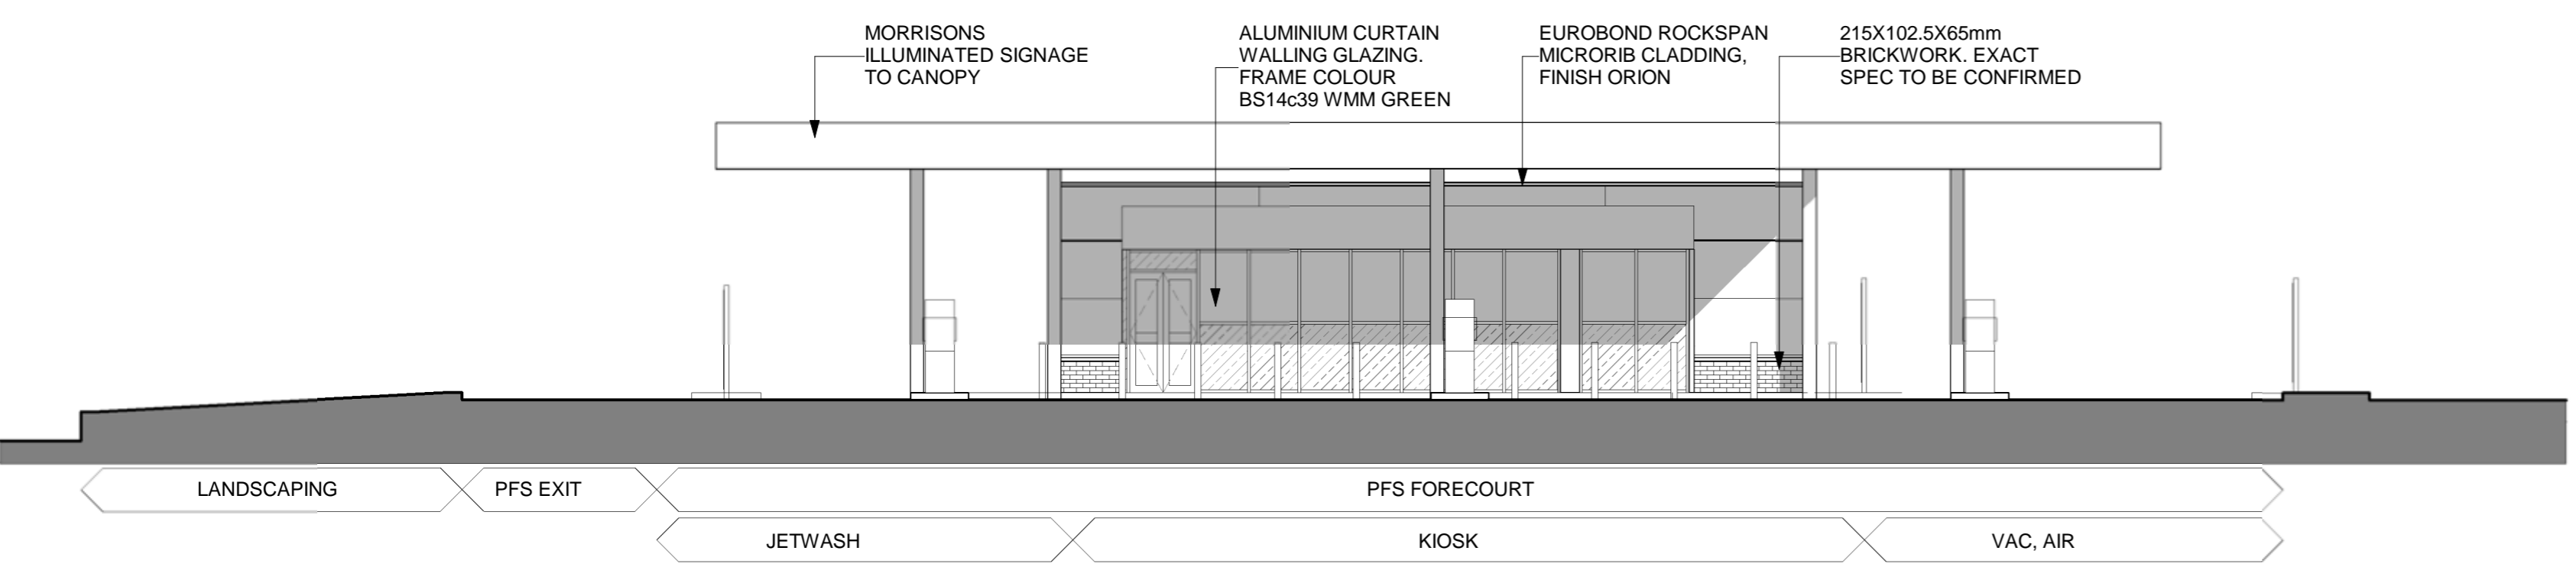 MORRISONS
ILLUMINATED SIGNAGE
TO CANOPY
ALUMINIUM CURTAIN
WALLING GLAZING.
FRAME COLOUR
BS14c39 WMM GREEN
EUROBOND ROCKSPAN
MICRORIB CLADDING,
FINISH ORION
215X102.5X65mm
BRICKWORK. EXACT
SPEC TO BE CONFIRMED
LANDSCAPING
PFS EXIT
PFS FORECOURT
JETWASH
KIOSK
VAC, AIR